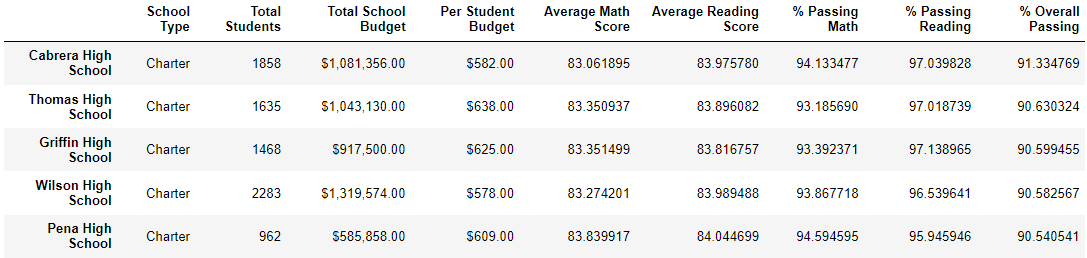 School Type Total Students Total School Budget Per Student Budget Average Math Score Average Reading Score % Passing Math % Passing Reading % Overall Passing
Cabrera High School Charter 1858 $1,081,356.00 $582.00 83.061895 83.975780 94.133477 97.039828 91.334769
Thomas High School Charter 1635 $1,043,130.00 $638.00 83.350937 83.896082 93.185690 97.018739 90.630324
Griffin High School Charter 1468 $917,500.00 $625.00 83.351499 83.816757 93.392371 97.138965 90.599455
Wilson High School Charter 2283 $1,319,574.00 $578.00 83.274201 83.989488 93.867718 96.539641 90.582567
Pena High School Charter 962 $585,858.00 $609.00 83.839917 84.044699 94.594595 95.945946 90.540541